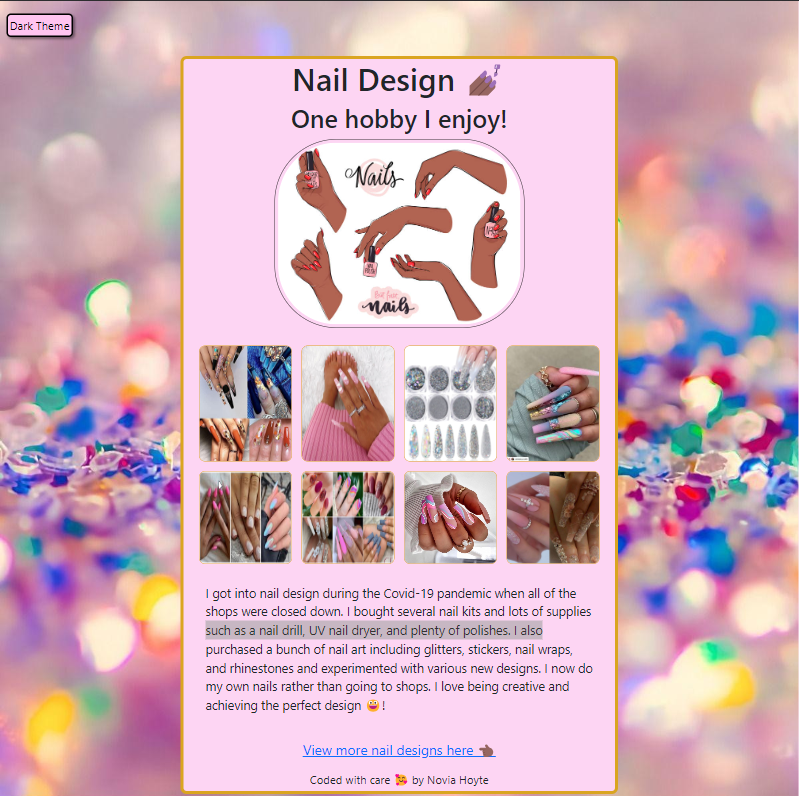 Dark Theme
Nail Design 💅🏾
One hobby I enjoy!
Nails
nails
I got into nail design during the Covid-19 pandemic when all of the
shops were closed down. I bought several nail kits and lots of supplies
such as a nail drill, UV nail dryer, and plenty of polishes. I also
purchased a bunch of nail art including glitters, stickers, nail wraps,
and rhinestones and experimented with various new designs. I now do
my own nails rather than going to shops. I love being creative and
achieving the perfect design 😀!
View more nail designs here 👈🏾
Coded with care 🥰 by Novia Hoyte